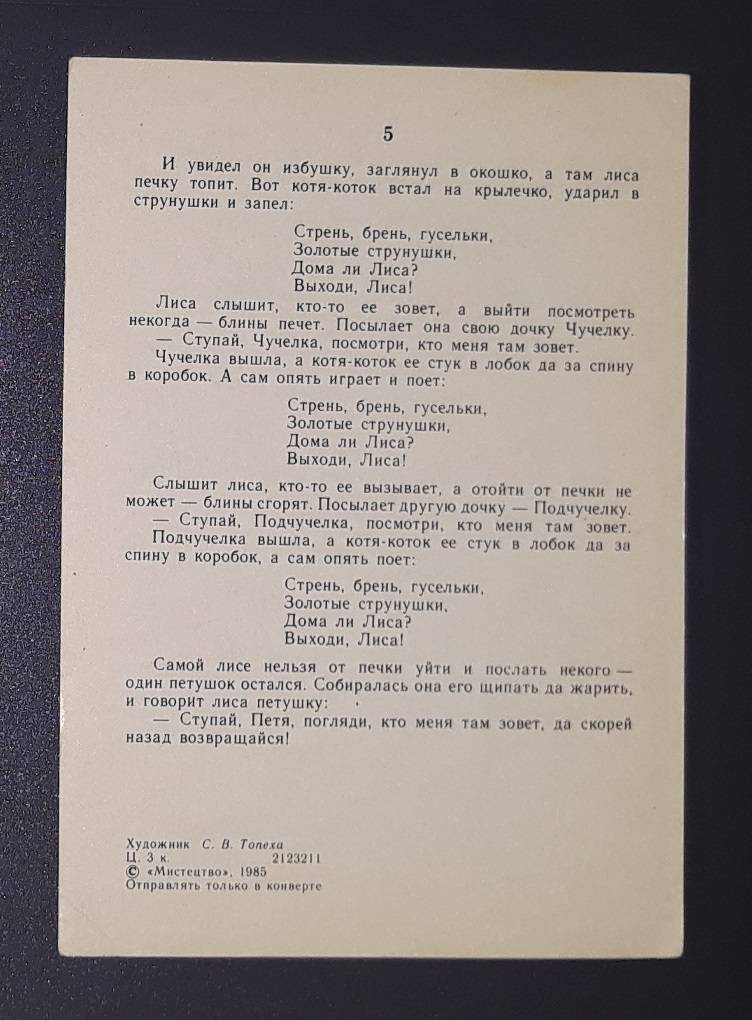 5
И увидел он избушку, заглянул в окошко, а там лиса
печку топит. Вот котя-коток встал на крылечко, ударил в
струнушки и запел:
Стрень, брень, гусельки,
Золотые струнушки,
Дома ли Лиса?
Выходи, Лиса!
Лиса слышит, кто-то ее зовет, а выйти посмотреть
некогда — блины печет. Посылает она свою дочку Чучелку.
— Ступай, Чучелка, посмотри, кто меня там зовет.
Чучелка вышла, а котя-коток ее стук в лобок да за спину
в коробок. А сам опять играет и поет:
Стрень, брень, гусельки,
Золотые струнушки,
Дома ли Лиса?
Выходи, Лиса!
Слышит лиса, кто-то ее вызывает, а отойти от печки не
может — блины сгорят. Посылает другую дочку — Подчучелку.
— Ступай, Подчучелка, посмотри, кто меня там зовет.
Подчучелка вышла, а котя-коток ее стук в лобок да за
спину в коробок, а сам опять поет:
Стрень, брень, гусельки,
Золотые струнушки,
Дома ли Лиса?
Выходи, Лиса!
Самой лисе нельзя от печки уйти и послать некого —
один петушок остался. Собиралась она его щипать да жарить,
и говорит лиса петушку:
— Ступай, Петя, погляди, кто меня там зовет, да скорей
назад возвращайся!
Художник С. В. Топеха
Ц. 3 к. 2123211
© «Мистецтво», 1985
Отправлять только в конверте